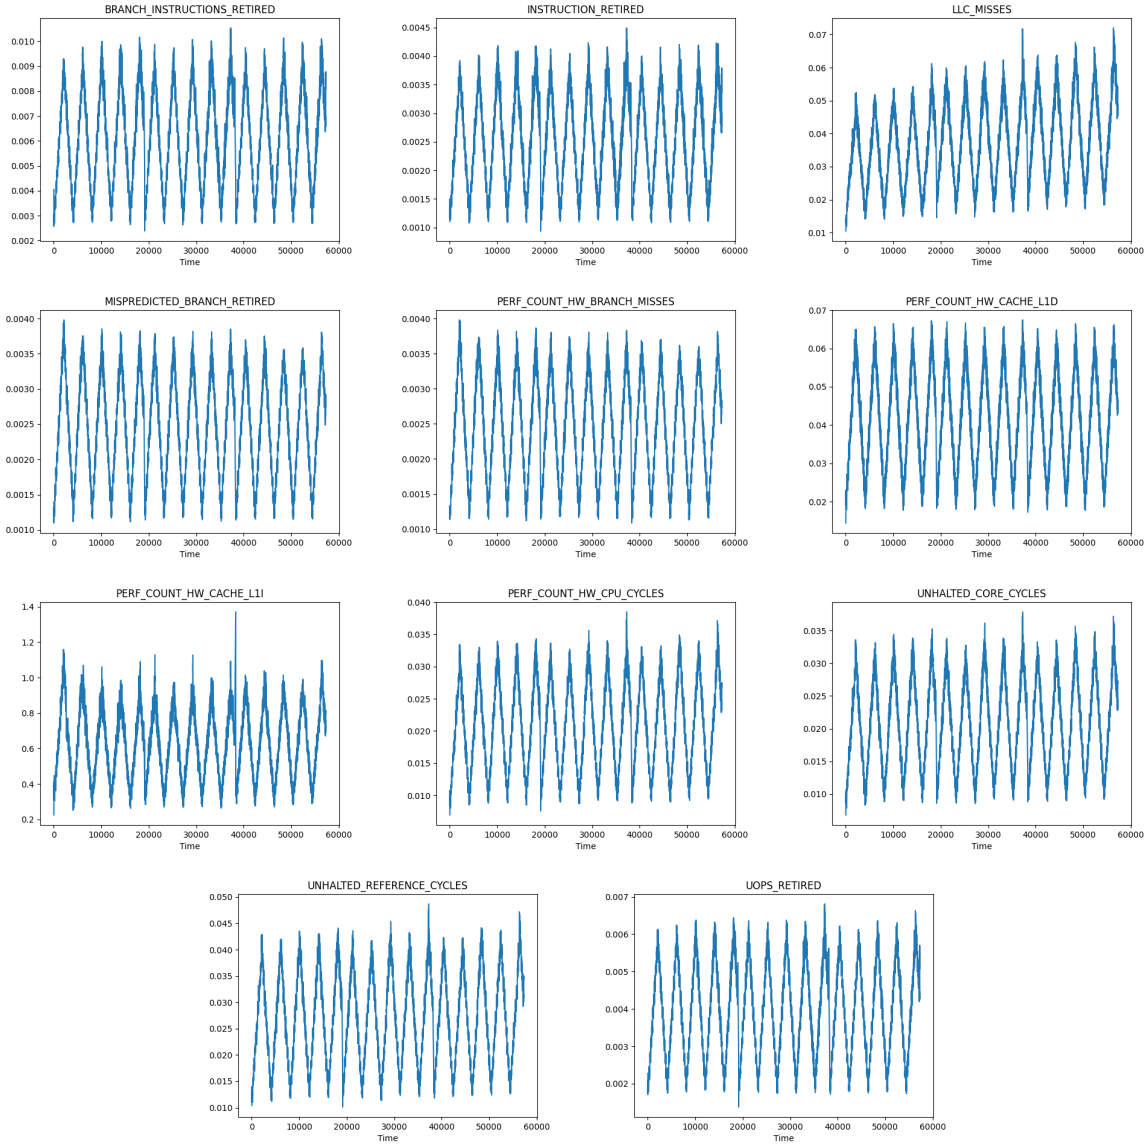 BRANCH_INSTRUCTIONS_RETIRED
0.010
0.009
0.008
0.007
0.006
0.005
0.004
0.003
0.002
0 10000 20000 30000 40000 50000 60000
Time
INSTRUCTION_RETIRED
0.0045
0.0040
0.0035
0.0030
0.0025
0.0020
0.0015
0.0010
0 10000 20000 30000 40000 50000 60000
Time
LLC_MISSES
0.07
0.06
0.05
0.04
0.03
0.02
0.01
0 10000 20000 30000 40000 50000 60000
Time
MISPREDICTED_BRANCH_RETIRED
0.0040
0.0035
0.0030
0.0025
0.0020
0.0015
0.0010
0 10000 20000 30000 40000 50000 60000
Time
PERF_COUNT_HW_BRANCH_MISSES
0.0040
0.0035
0.0030
0.0025
0.0020
0.0015
0.0010
0 10000 20000 30000 40000 50000 60000
Time
PERF_COUNT_HW_CACHE_L1D
0.07
0.06
0.05
0.04
0.03
0.02
0 10000 20000 30000 40000 50000 60000
Time
PERF_COUNT_HW_CACHE_L1I
1.4
1.2
1.0
0.8
0.6
0.4
0.2
0 10000 20000 30000 40000 50000 60000
Time
PERF_COUNT_HW_CPU_CYCLES
0.040
0.035
0.030
0.025
0.020
0.015
0.010
0 10000 20000 30000 40000 50000 60000
Time
UNHALTED_CORE_CYCLES
0.035
0.030
0.025
0.020
0.015
0.010
0 10000 20000 30000 40000 50000 60000
Time
UNHALTED_REFERENCE_CYCLES
0.050
0.045
0.040
0.035
0.030
0.025
0.020
0.015
0.010
0 10000 20000 30000 40000 50000 60000
Time
UOPS_RETIRED
0.007
0.006
0.005
0.004
0.003
0.002
0 10000 20000 30000 40000 50000 60000
Time